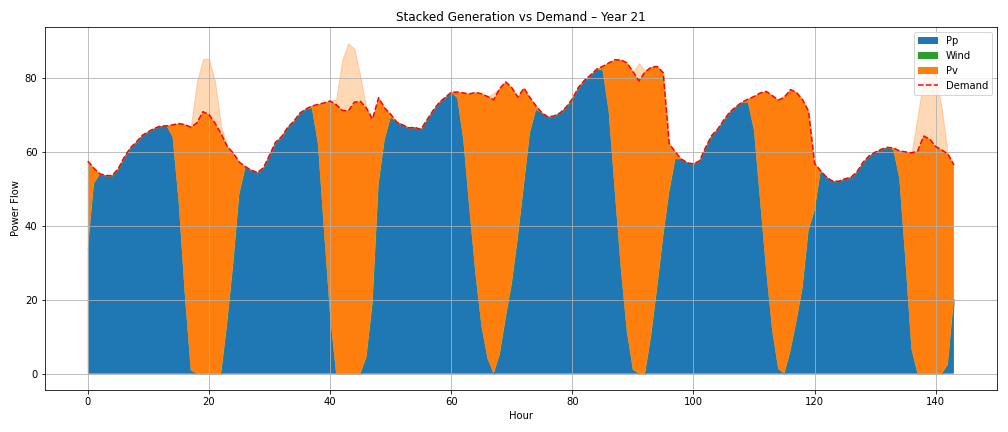 Stacked Generation vs Demand – Year 21
Pp
Wind
Pv
Demand
Power Flow
80
60
40
20
0
0 20 40 60 80 100 120 140
Hour